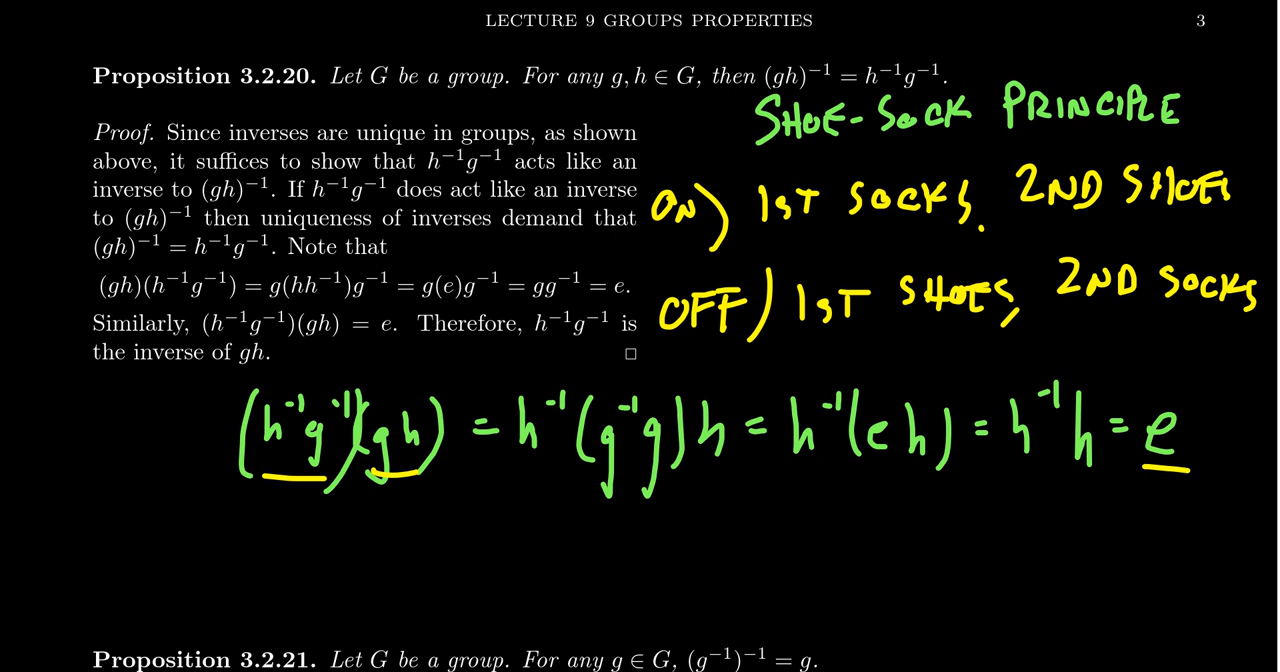 LECTURE 9 GROUPS PROPERTIES 3
Proposition 3.2.20. Let G be a group. For any g, h ∈ G, then (gh)⁻¹ = h⁻¹g⁻¹.
SHOE-SOCK PRINCIPLE
Proof. Since inverses are unique in groups, as shown
above, it suffices to show that h⁻¹g⁻¹ acts like an
inverse to (gh)⁻¹. If h⁻¹g⁻¹ does act like an inverse
to (gh)⁻¹ then uniqueness of inverses demand that
(gh)⁻¹ = h⁻¹g⁻¹. Note that
(gh)(h⁻¹g⁻¹) = g(hh⁻¹)g⁻¹ = g(e)g⁻¹ = gg⁻¹ = e.
Similarly, (h⁻¹g⁻¹)(gh) = e. Therefore, h⁻¹g⁻¹ is
the inverse of gh. □
ON) 1ST SOCKS, 2ND SHOES
OFF) 1ST SHOES, 2ND SOCKS
(h⁻¹g⁻¹)(gh) = h⁻¹(g⁻¹g)h = h⁻¹(eh) = h⁻¹h = e
Proposition 3.2.21. Let G be a group. For any g ∈ G, (g⁻¹)⁻¹ = g.